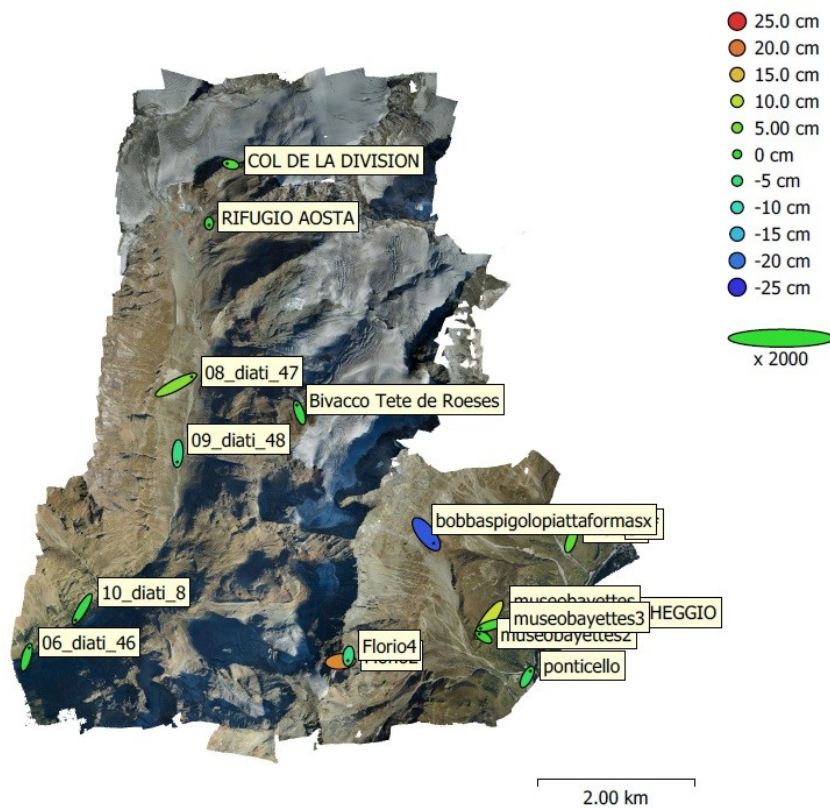 25.0 cm
20.0 cm
15.0 cm
10.0 cm
5.00 cm
0 cm
-5 cm
-10 cm
-15 cm
-20 cm
-25 cm
x 2000
COL DE LA DIVISION
RIFUGIO AOSTA
08_diati_47
Bivacco Tete de Roeses
09_diati_48
bobbaspigolopiattaformasx
10_diati_8
museobayettes
museobayettes3
HEGGIO
museobayettes2
06_diati_46
Florio4
ponticello
2.00 km